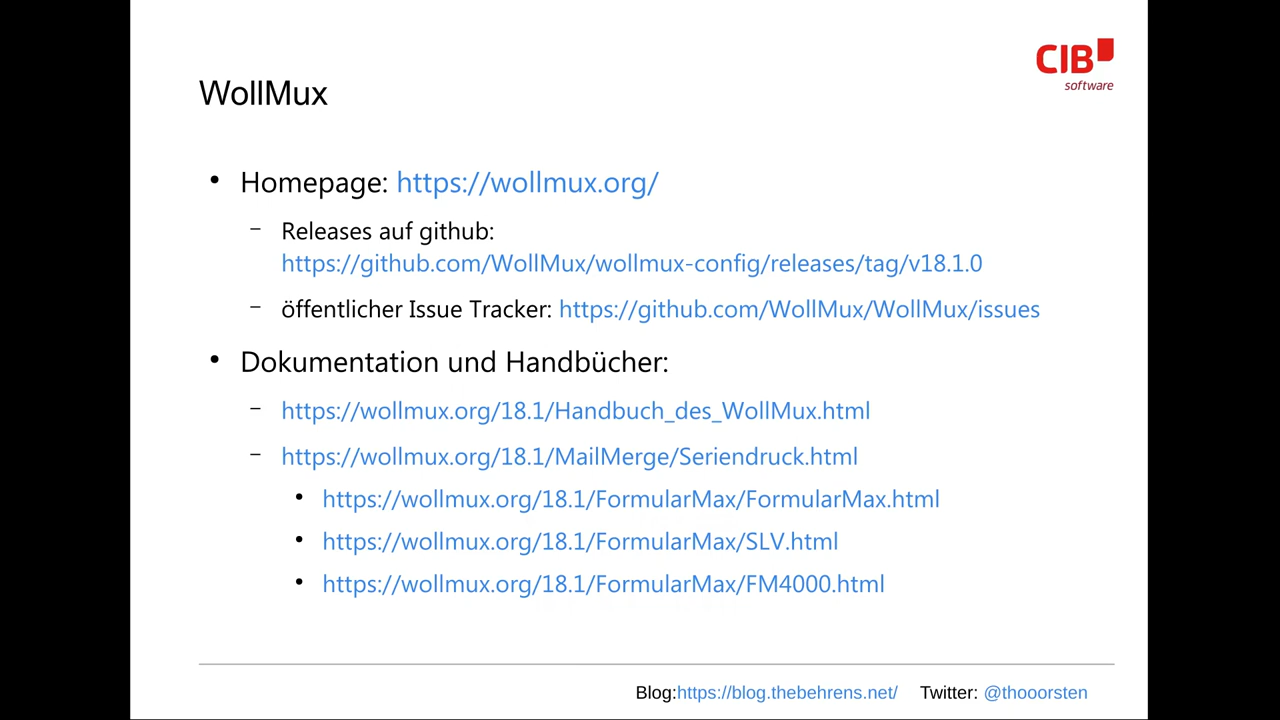 CIB
software
WollMux
• Homepage: https://wollmux.org/
– Releases auf github:
https://github.com/WollMux/wollmux-config/releases/tag/v18.1.0
– öffentlicher Issue Tracker: https://github.com/WollMux/WollMux/issues
• Dokumentation und Handbücher:
– https://wollmux.org/18.1/Handbuch_des_WollMux.html
– https://wollmux.org/18.1/MailMerge/Seriendruck.html
• https://wollmux.org/18.1/FormularMax/FormularMax.html
• https://wollmux.org/18.1/FormularMax/SLV.html
• https://wollmux.org/18.1/FormularMax/FM4000.html
Blog:https://blog.thebehrens.net/ Twitter: @thooorsten